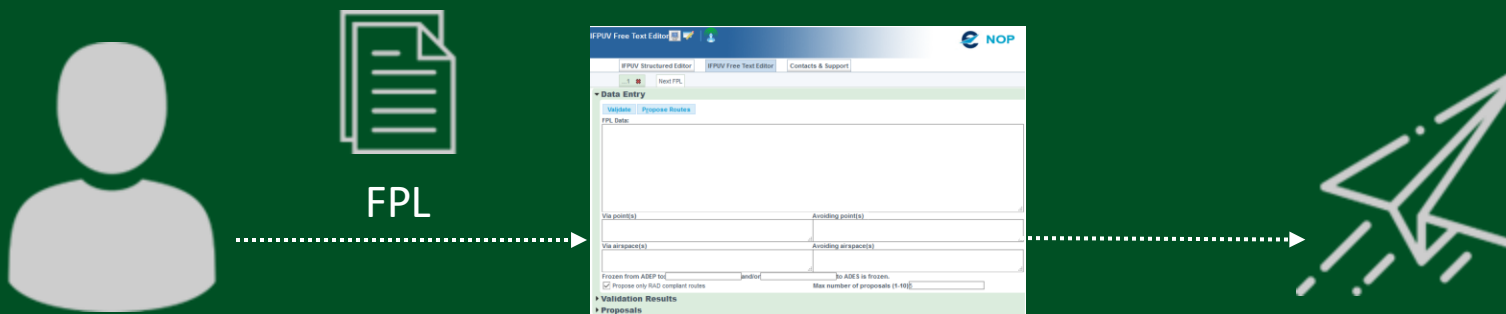 FPL
IFPUV Free Text Editor
NOP
IFPUV Structured Editor IFPUV Free Text Editor Contacts & Support
...1 Next FPL
Data Entry
Validate Propose Routes
FPL Data:
Via point(s) Avoiding point(s)
Via airspace(s) Avoiding airspace(s)
Frozen from ADEP to: and/or to ADES is frozen.
Propose only RAD compliant routes Max number of proposals (1-10):
Validation Results
Proposals